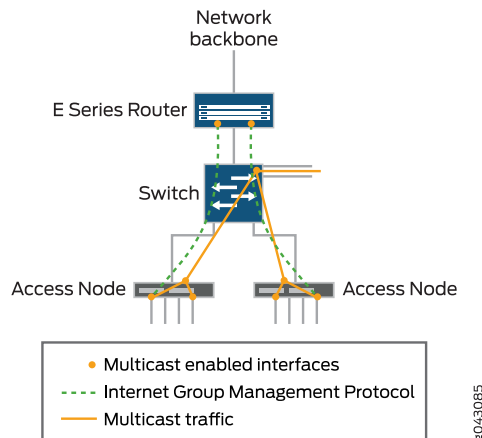 Network
backbone
E Series Router
Switch
Access Node
Access Node
Multicast enabled interfaces
Internet Group Management Protocol
Multicast traffic
g043085